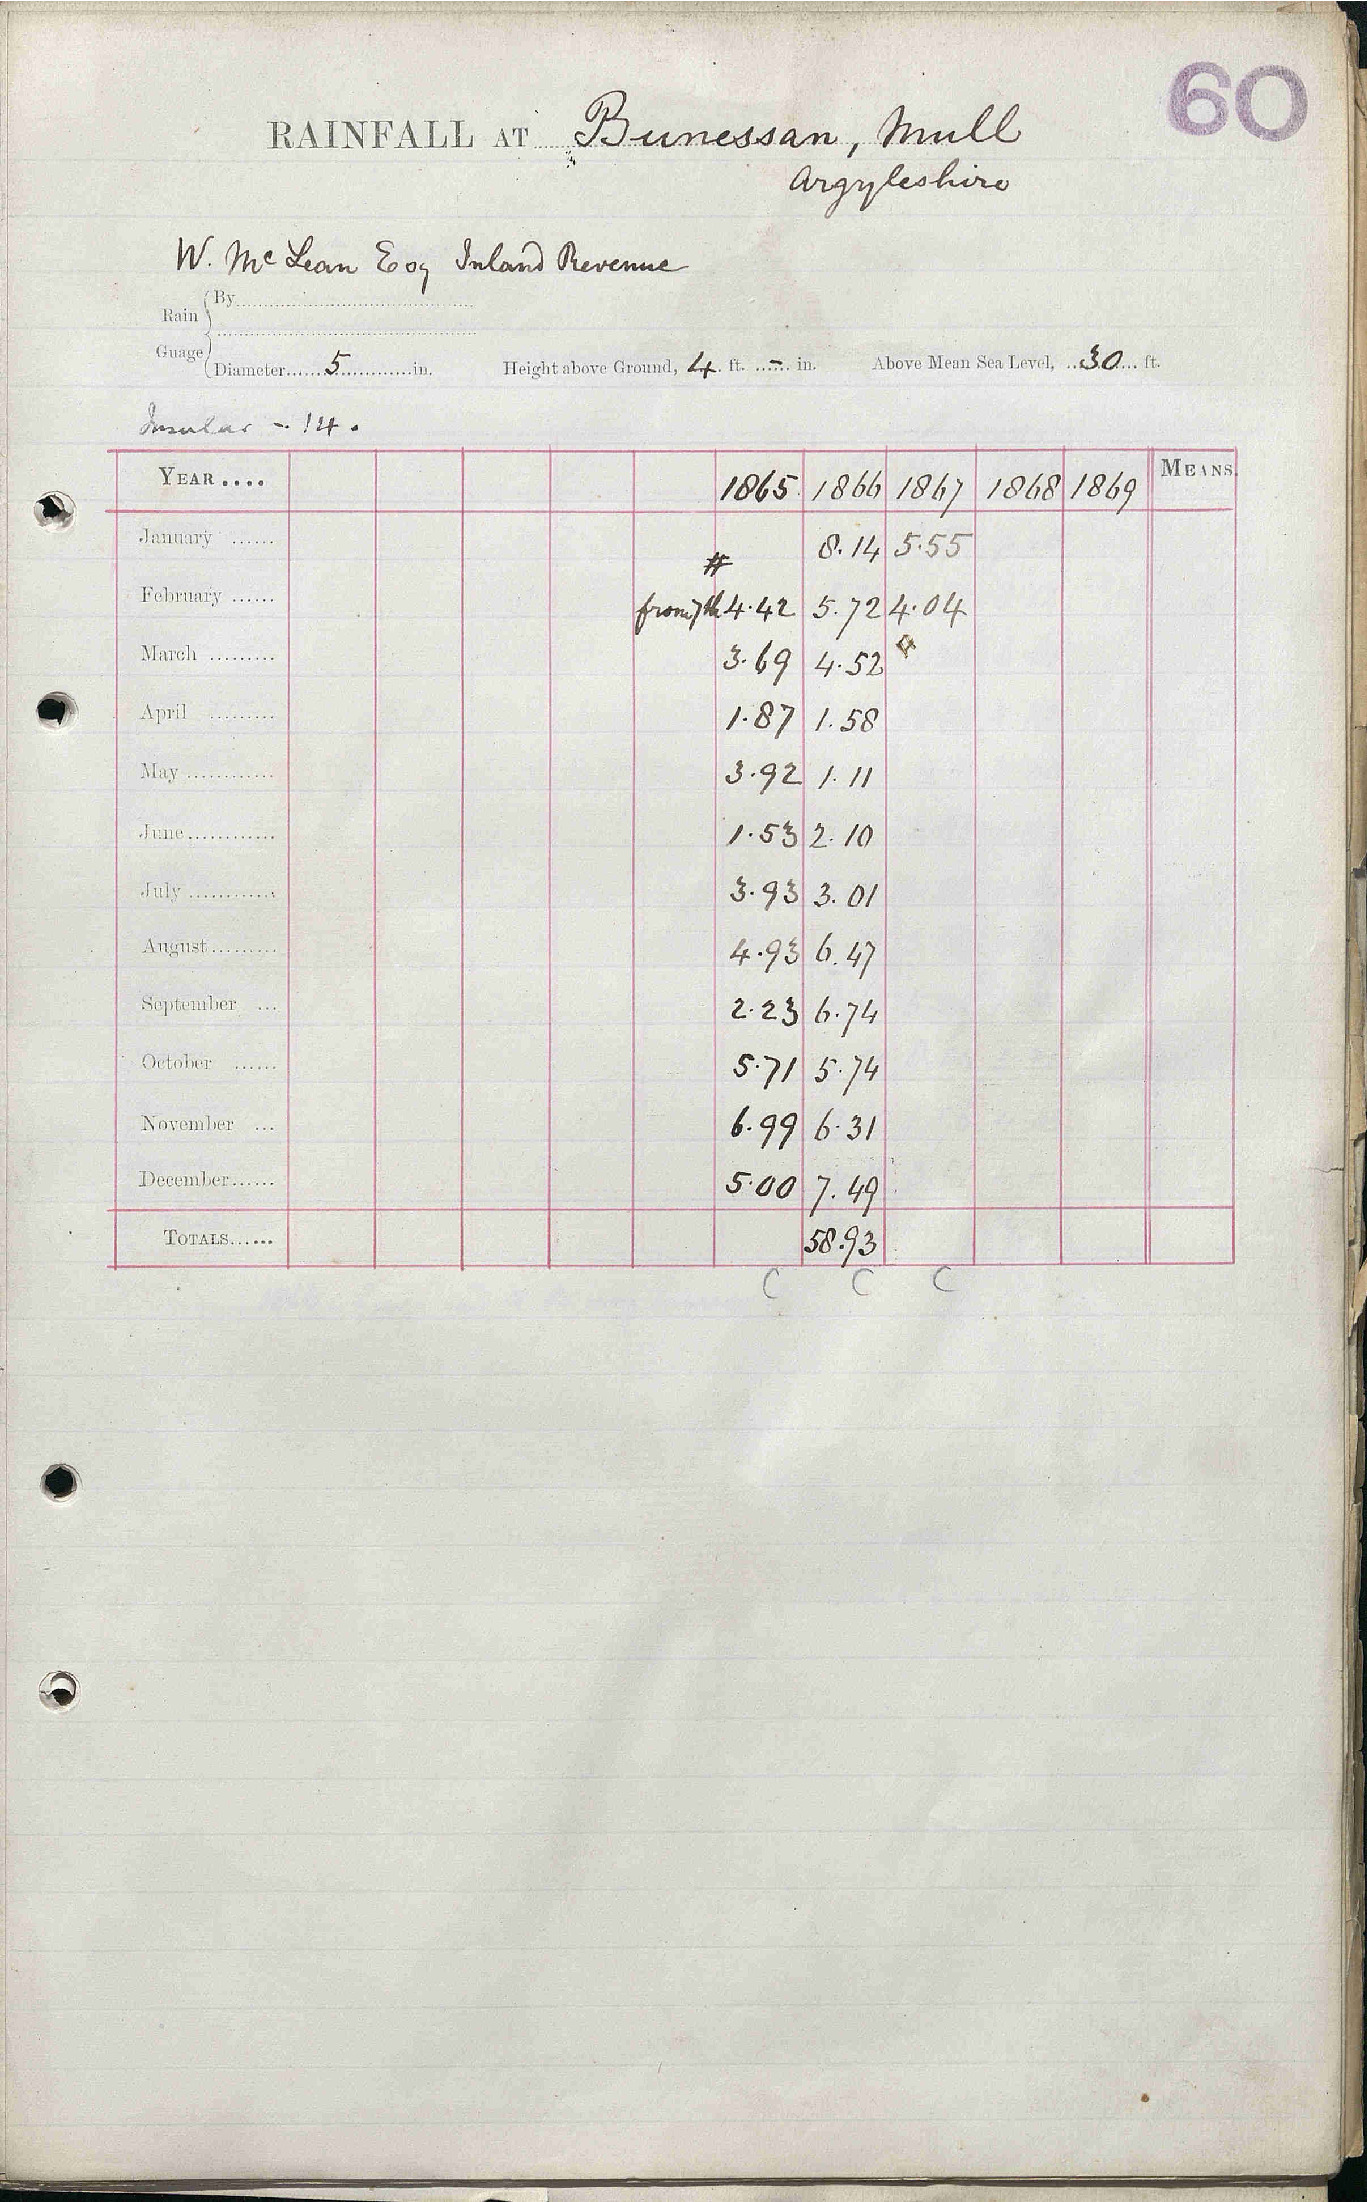 60
RAINFALL AT Bunessan, Mull
Argyleshire
W. McLean Esq Inland Revenue
Rain Guage
By
Diameter 5 in. Height above Ground, 4 ft. – in. Above Mean Sea Level, 30 ft.
Insular – 14.
YEAR.... 1865 1866 1867 1868 1869 MEANS.
January ...... 8.14 5.55
#
February ...... from 7th 4.42 5.72 4.04
March ......... 3.69 4.52
April ......... 1.87 1.58
May ............ 3.92 1.11
June............ 1.53 2.10
July ............ 3.93 3.01
August......... 4.93 6.47
September ... 2.23 6.74
October ...... 5.71 5.74
November ... 6.99 6.31
December...... 5.00 7.49
TOTALS...... 58.93
C C C